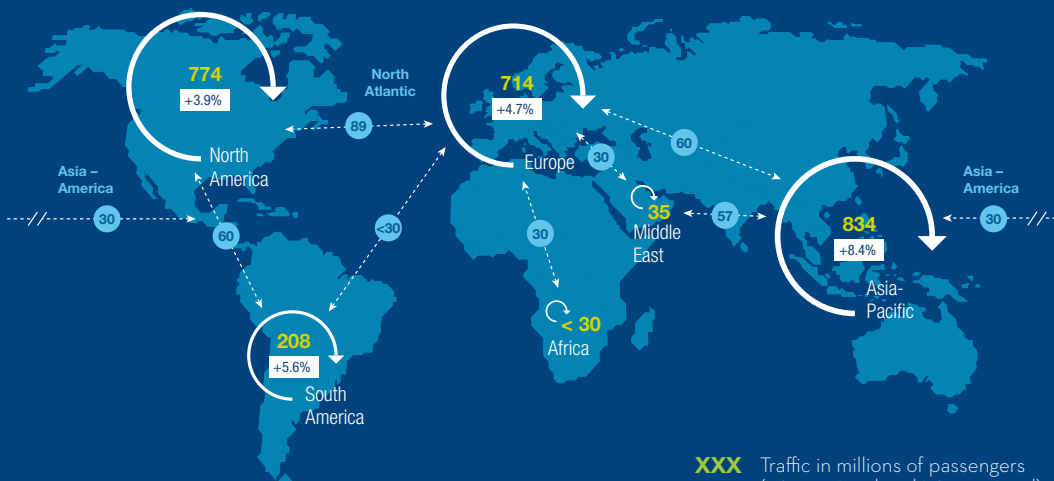 774
+3.9%
North
America
North
Atlantic
89
714
+4.7%
Europe
30
60
Asia –
America
30
60
<30
30
35
Middle
East
57
834
+8.4%
Asia-
Pacific
Asia –
America
30
208
+5.6%
South
America
< 30
Africa
XXX Traffic in millions of passengers